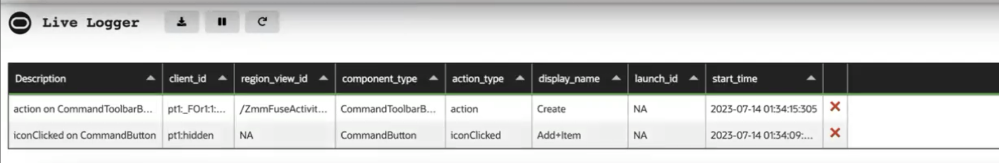 Live Logger
Description client_id region_view_id component_type action_type display_name launch_id start_time
action on CommandToolbarB... pt1:_FOr1:1:... /ZmmFuseActivit... CommandToolbarB... action Create NA 2023-07-14 01:34:15:305
iconClicked on CommandButton pt1:hidden NA CommandButton iconClicked Add+Item NA 2023-07-14 01:34:09:...